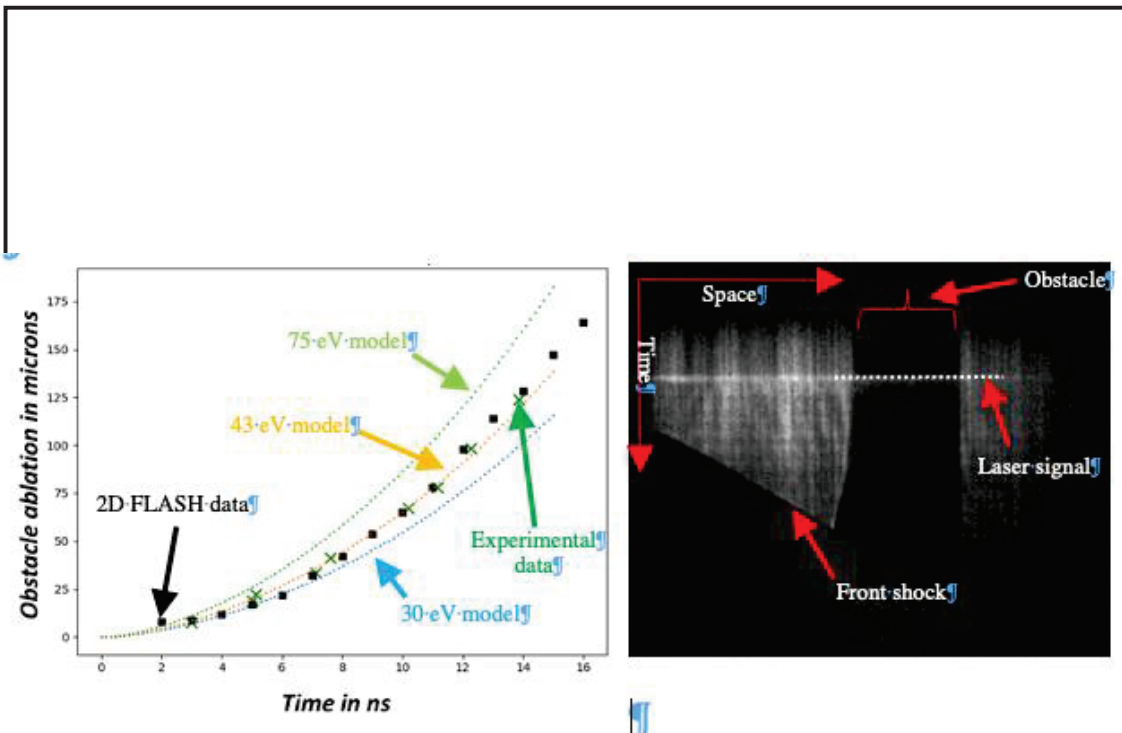 ¶
Obstacle ablation in microns
175
150
125
100
75
50
25
0
75·eV·model¶
43·eV·model¶
2D·FLASH·data¶
Experimental¶
data¶
30·eV·model¶
0 2 4 6 8 10 12 14 16
Time in ns
Space¶
Time¶
Obstacle¶
Laser·signal¶
Front·shock¶
¶